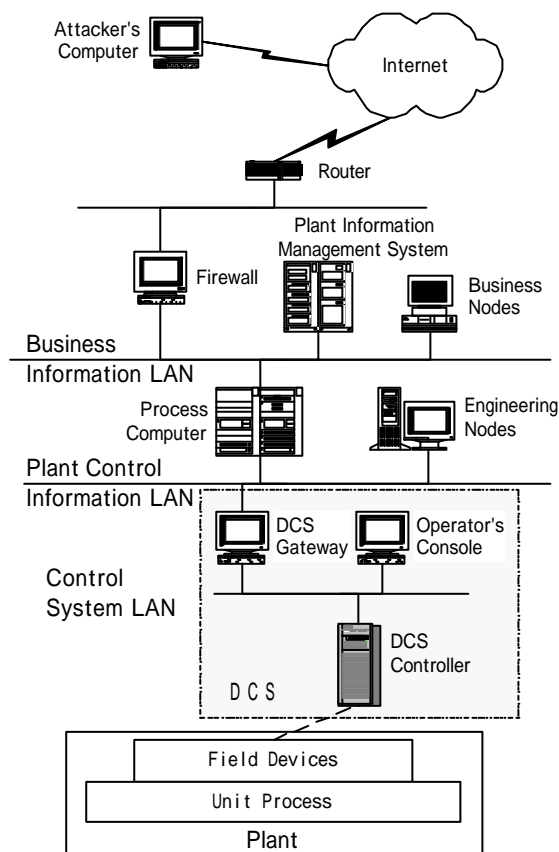 Attacker's
Computer
Internet
Router
Plant Information
Management System
Firewall
Business
Nodes
Business
Information LAN
Process
Computer
Engineering
Nodes
Plant Control
Information LAN
DCS
Gateway
Operator's
Console
Control
System LAN
DCS
Controller
DCS
Field Devices
Unit Process
Plant